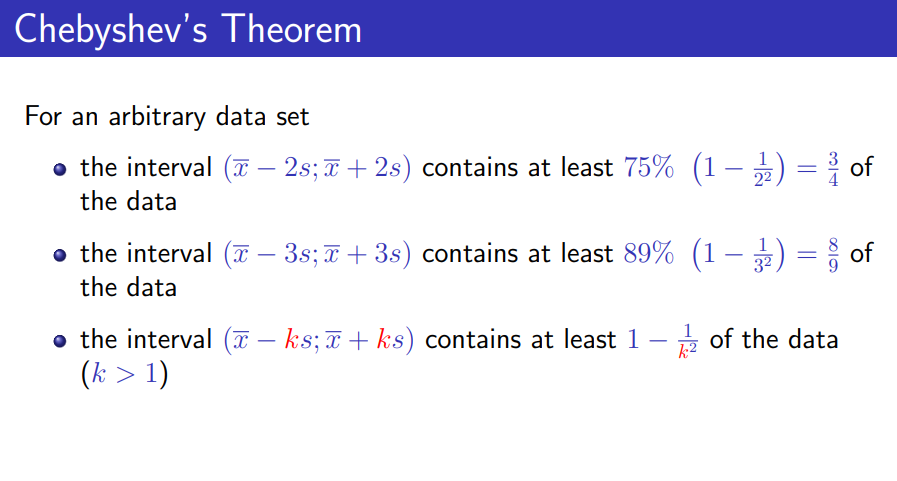 Chebyshev's Theorem
For an arbitrary data set
the interval (x̅ − 2s; x̅ + 2s) contains at least 75% (1 − 1/2²) = 3/4 of
the data
the interval (x̅ − 3s; x̅ + 3s) contains at least 89% (1 − 1/3²) = 8/9 of
the data
the interval (x̅ − ks; x̅ + ks) contains at least 1 − 1/k² of the data
(k > 1)